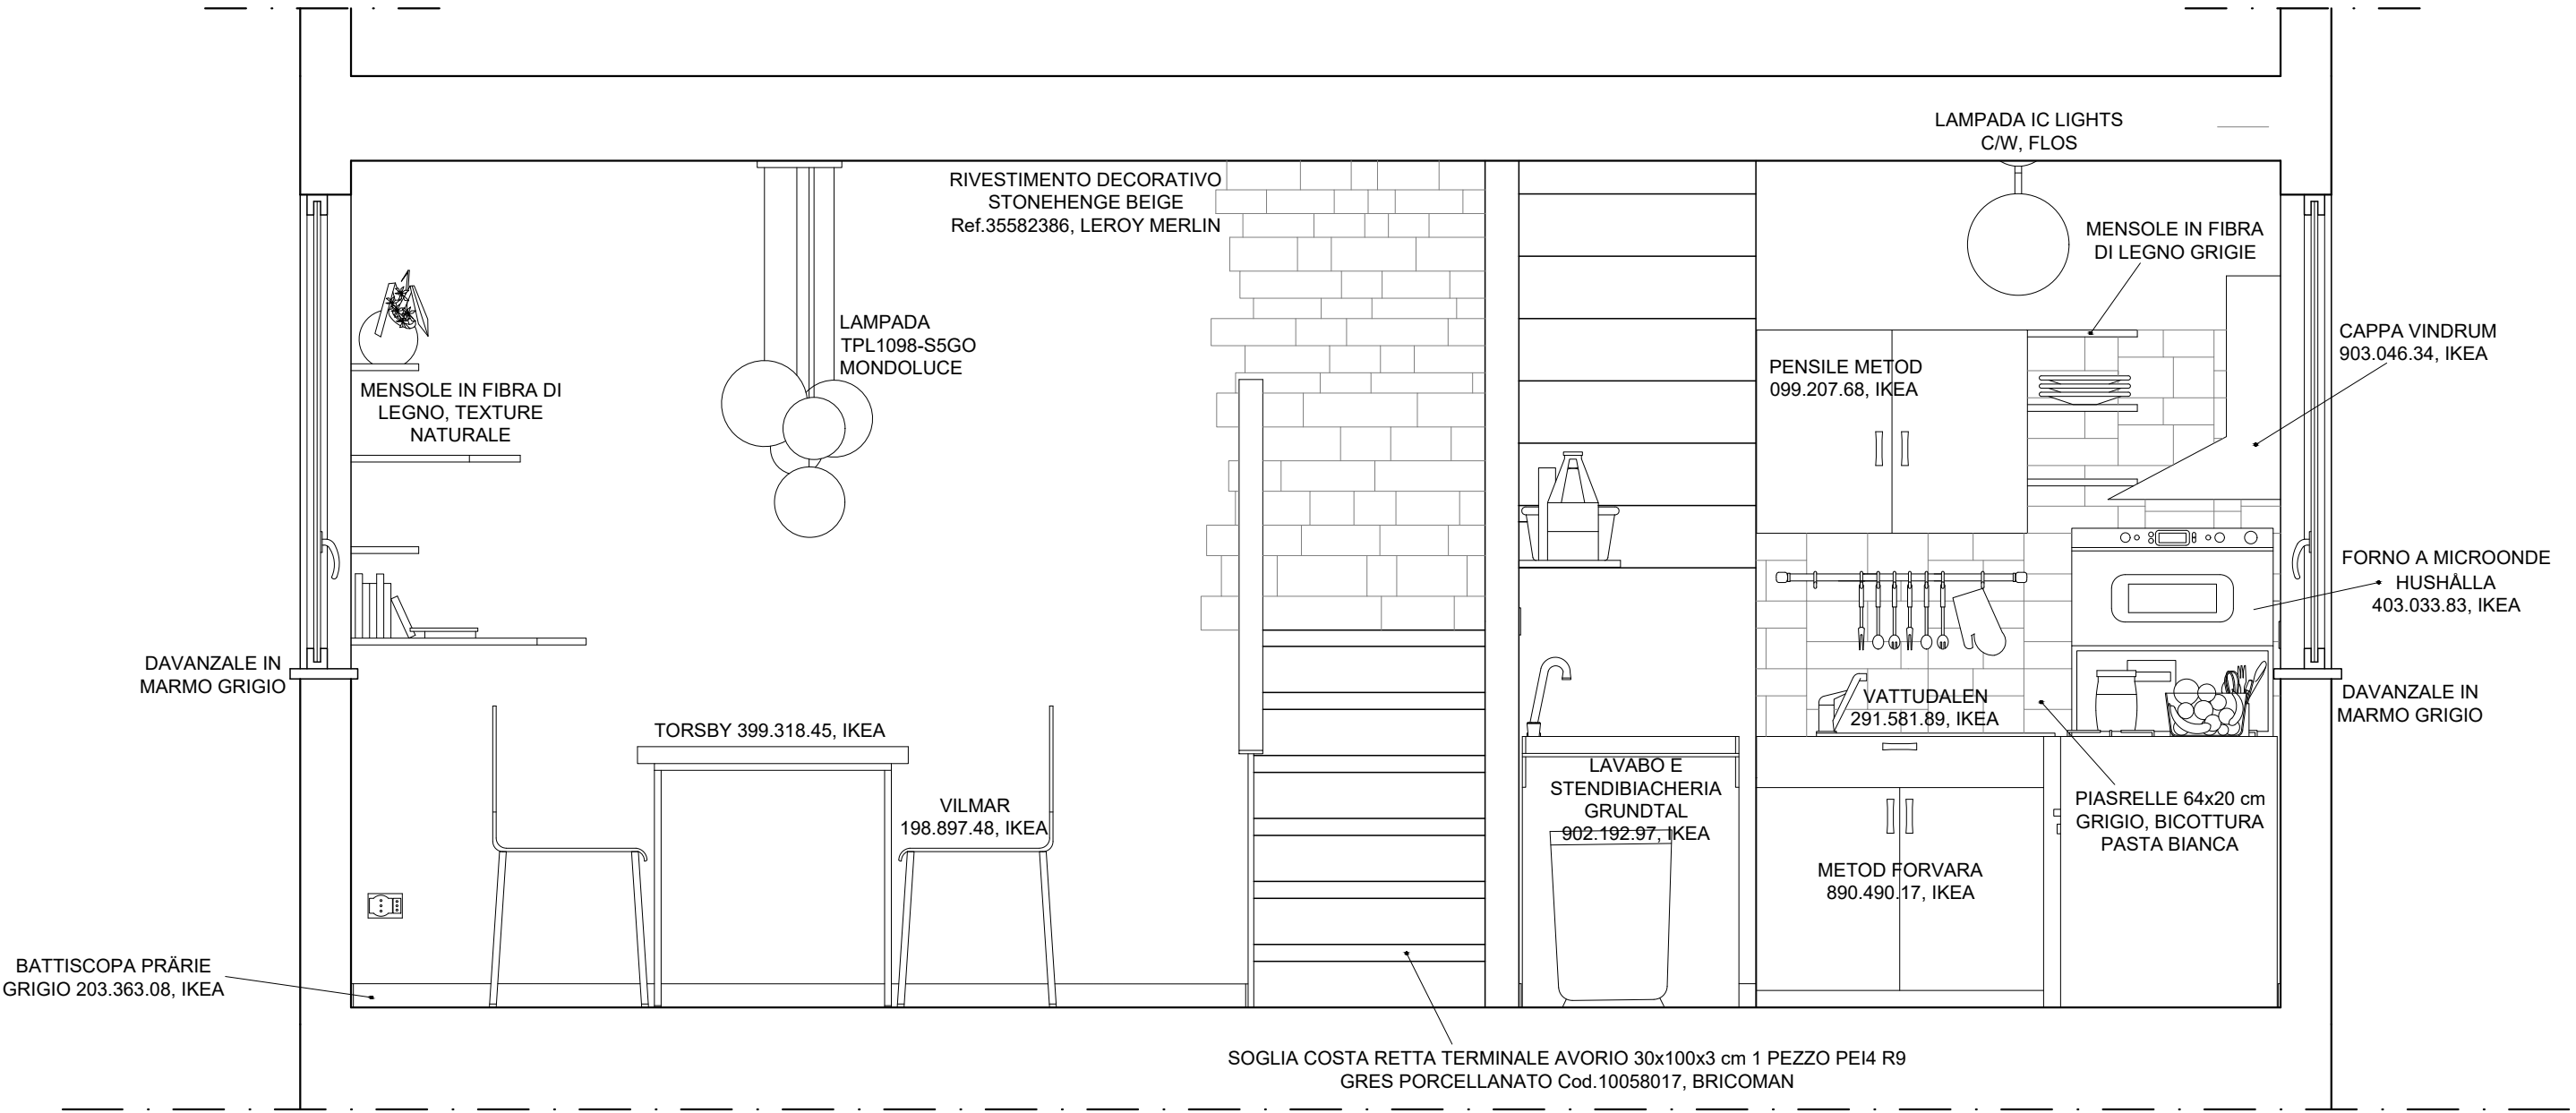 LAMPADA IC LIGHTS
C/W, FLOS
RIVESTIMENTO DECORATIVO
STONEHENGE BEIGE
Ref.35582386, LEROY MERLIN
MENSOLE IN FIBRA
DI LEGNO GRIGIE
LAMPADA
TPL1098-S5GO
MONDOLUCE
CAPPA VINDRUM
903.046.34, IKEA
PENSILE METOD
099.207.68, IKEA
MENSOLE IN FIBRA DI
LEGNO, TEXTURE
NATURALE
FORNO A MICROONDE
HUSHÅLLA
403.033.83, IKEA
DAVANZALE IN
MARMO GRIGIO
VATTUDALEN
291.581.89, IKEA
DAVANZALE IN
MARMO GRIGIO
TORSBY 399.318.45, IKEA
LAVABO E
STENDIBIACHERIA
GRUNDTAL
902.192.97, IKEA
VILMAR
198.897.48, IKEA
PIASRELLE 64x20 cm
GRIGIO, BICOTTURA
PASTA BIANCA
METOD FORVARA
890.490.17, IKEA
BATTISCOPA PRÄRIE
GRIGIO 203.363.08, IKEA
SOGLIA COSTA RETTA TERMINALE AVORIO 30x100x3 cm 1 PEZZO PEI4 R9
GRES PORCELLANATO Cod.10058017, BRICOMAN